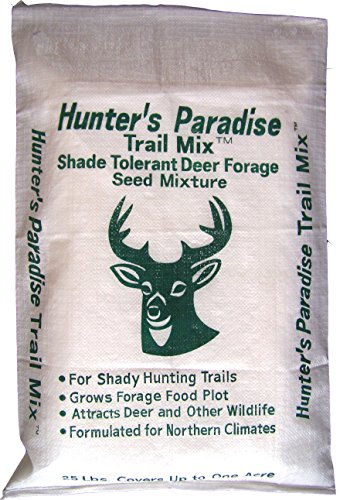 Hunter's Paradise
Trail Mix™
Shade Tolerant Deer Forage
Seed Mixture
• For Shady Hunting Trails
• Grows Forage Food Plot
• Attracts Deer and Other Wildlife
• Formulated for Northern Climates
25 Lbs. Covers Up to One Acre
Hunter's Paradise Trail Mix™
Hunter's Paradise Trail Mix™